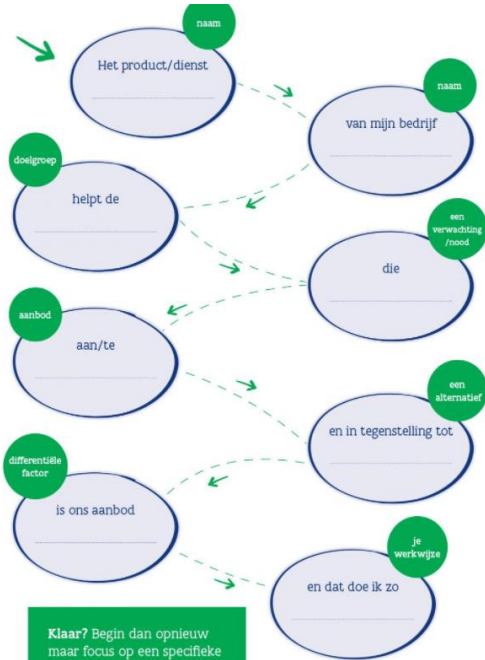 naam
Het product/dienst
naam
van mijn bedrijf
doelgroep
helpt de
een
verwachting
/nood
die
aanbod
aan/te
een
alternatief
en in tegenstelling tot
differentiële
factor
is ons aanbod
je
werkwijze
en dat doe ik zo
Klaar? Begin dan opnieuw
maar focus op een specifieke